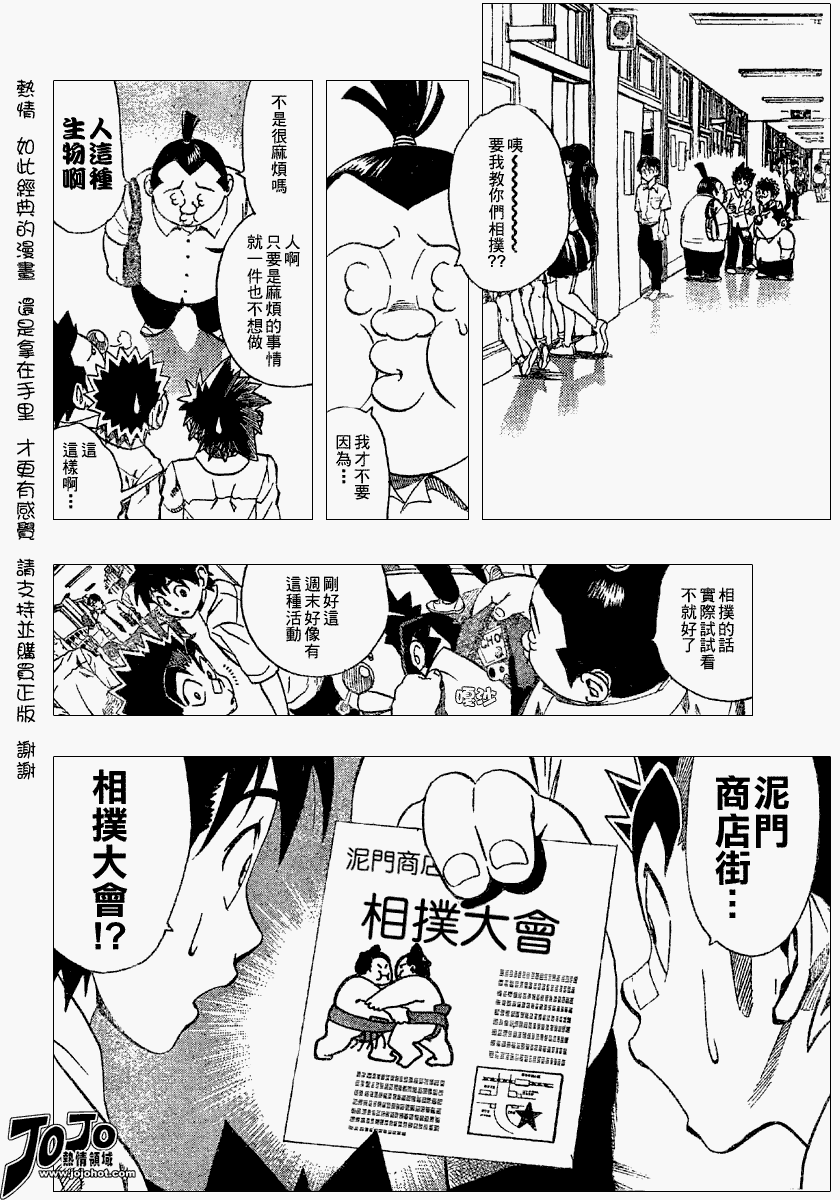 咦～～～～～
要我教你們相撲??
我才不要
因為…
不是很麻煩嗎
人啊
只要是麻煩的事情
就一件也不想做
人這種
生物啊
這
這樣啊…
相撲的話
實際試試看
不就好了
嘎沙
剛好這
週末好像有
這種活動
泥門
商店街…
泥門商店
相撲大會
相撲大會!?
熱情 如此經典的漫畫 還是拿在手里 才更有感覺 請支持並購買正版 謝謝
JOJO
熱情領域
www.jojohot.com